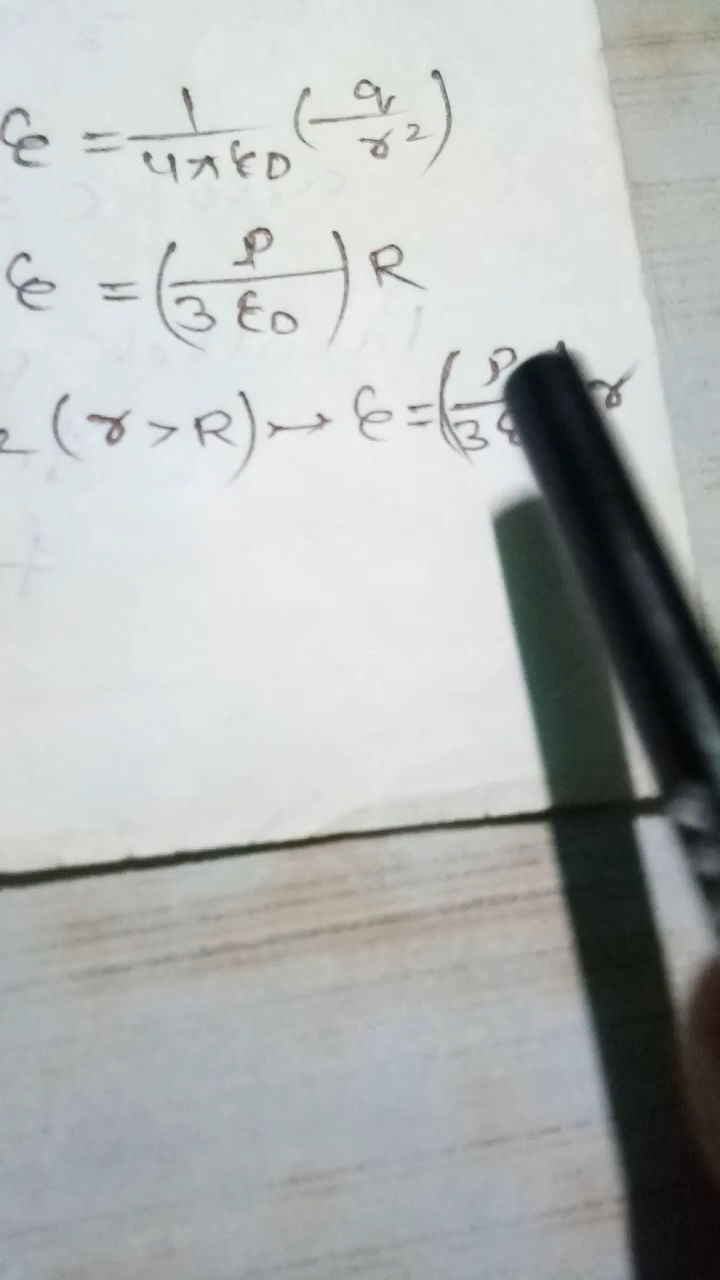 E = 1/4πε0 (q/r²)
E = (ρ/3ε0) R
(r > R) → E = (ρ/3 r